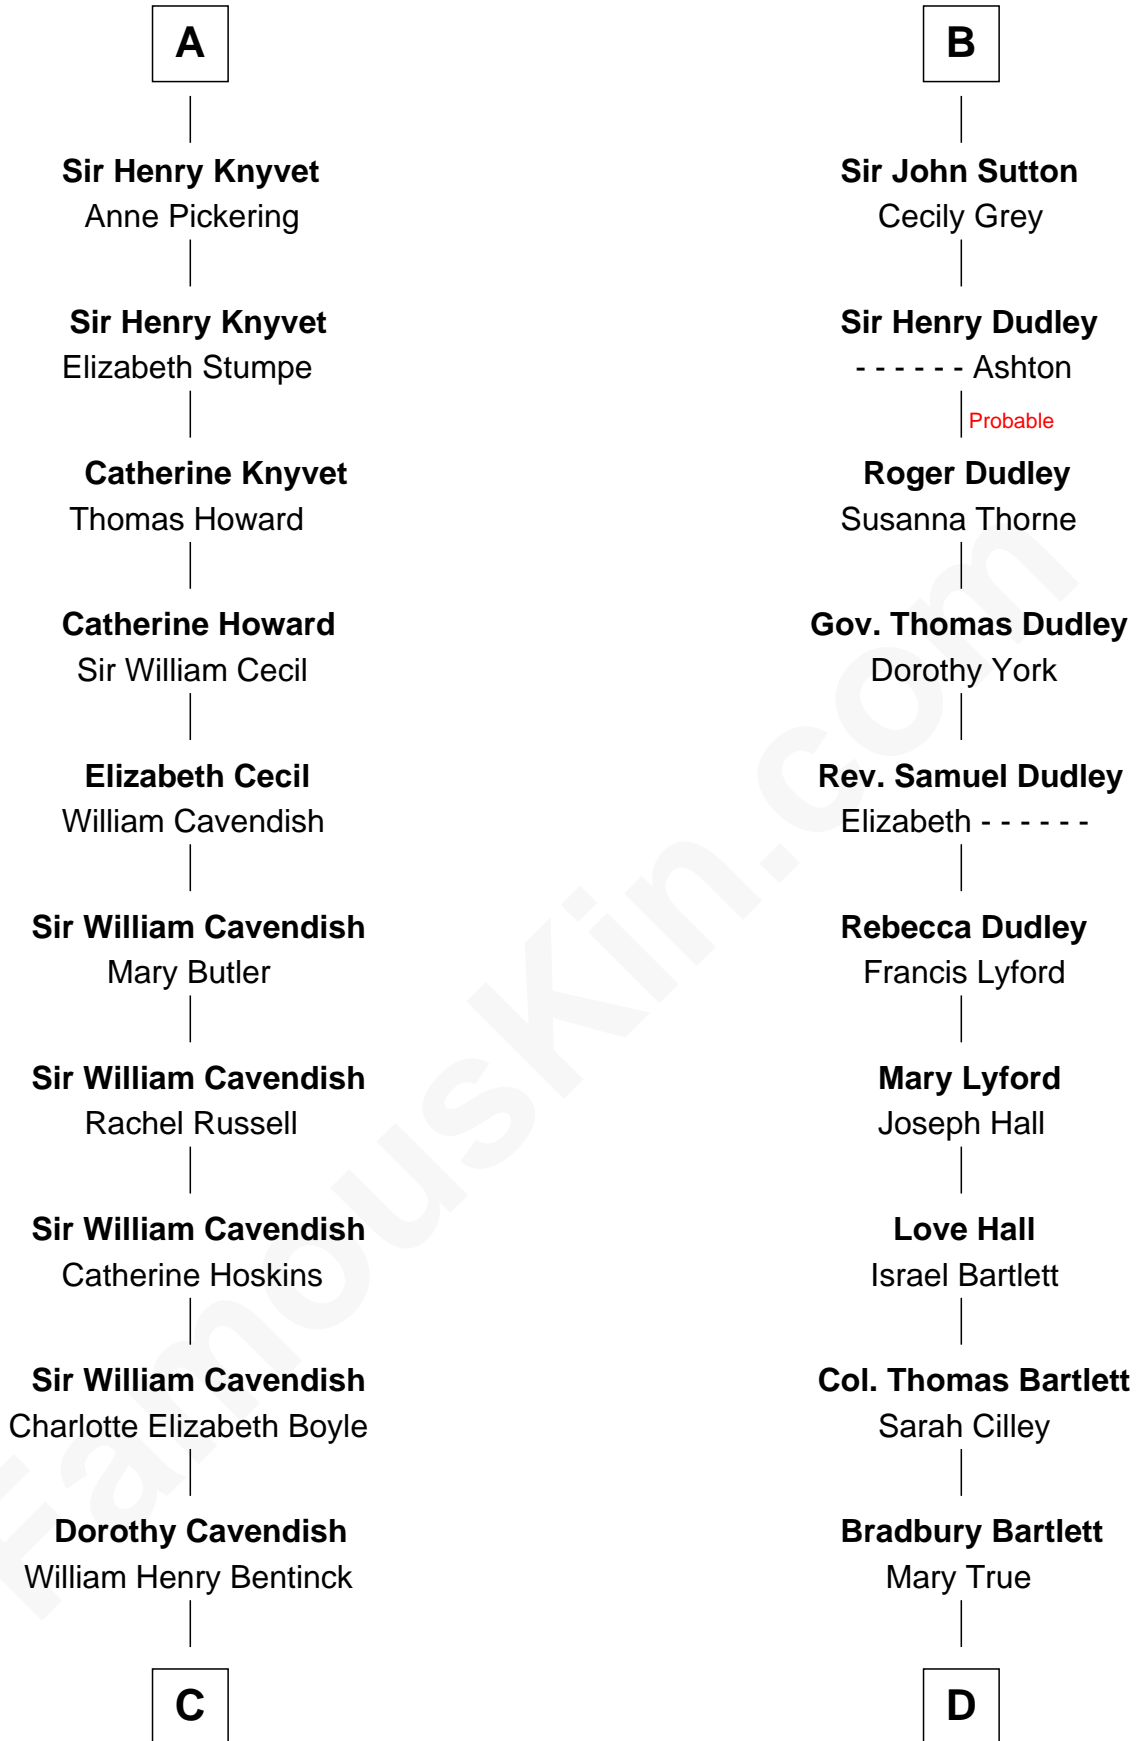 A
Sir Henry Knyvet
Anne Pickering
Sir Henry Knyvet
Elizabeth Stumpe
Catherine Knyvet
Thomas Howard
Catherine Howard
Sir William Cecil
Elizabeth Cecil
William Cavendish
Sir William Cavendish
Mary Butler
Sir William Cavendish
Rachel Russell
Sir William Cavendish
Catherine Hoskins
Sir William Cavendish
Charlotte Elizabeth Boyle
Dorothy Cavendish
William Henry Bentinck
C
B
Sir John Sutton
Cecily Grey
Sir Henry Dudley
- - - - - - Ashton
Probable
Roger Dudley
Susanna Thorne
Gov. Thomas Dudley
Dorothy York
Rev. Samuel Dudley
Elizabeth - - - - - -
Rebecca Dudley
Francis Lyford
Mary Lyford
Joseph Hall
Love Hall
Israel Bartlett
Col. Thomas Bartlett
Sarah Cilley
Bradbury Bartlett
Mary True
D
FamousKin.com